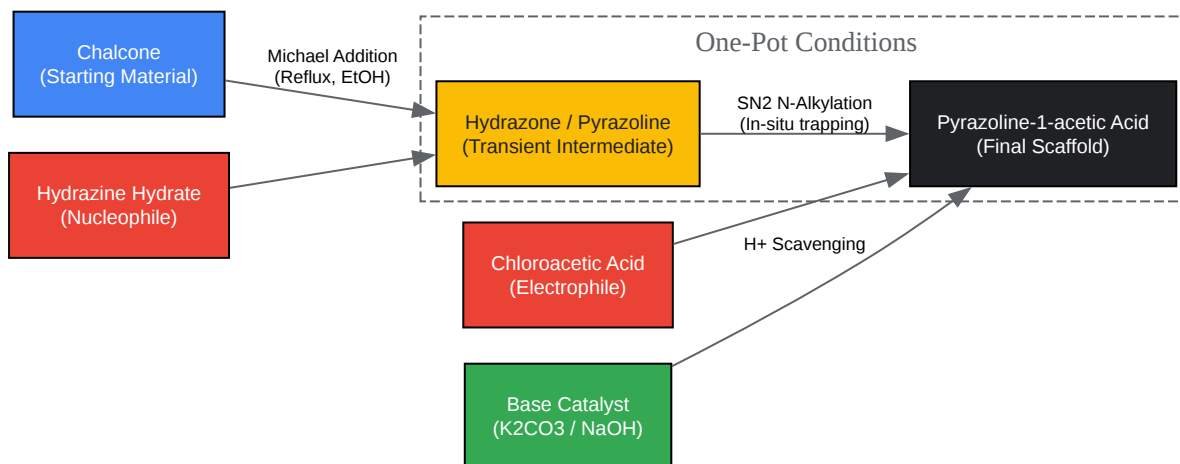 One-Pot Conditions
Chalcone
(Starting Material)
Michael Addition
(Reflux, EtOH)
Hydrazine Hydrate
(Nucleophile)
Hydrazone / Pyrazoline
(Transient Intermediate)
SN2 N-Alkylation
(In-situ trapping)
Pyrazoline-1-acetic Acid
(Final Scaffold)
Chloroacetic Acid
(Electrophile)
H+ Scavenging
Base Catalyst
(K2CO3 / NaOH)